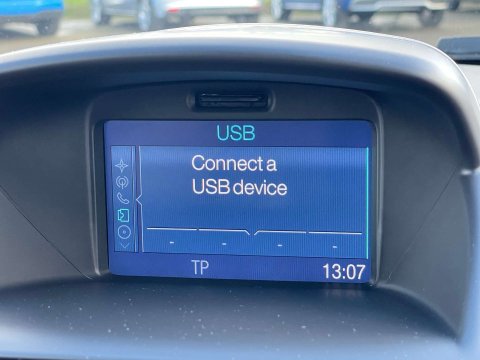 USB
Connect a
USB device
- - - -
TP 13:07